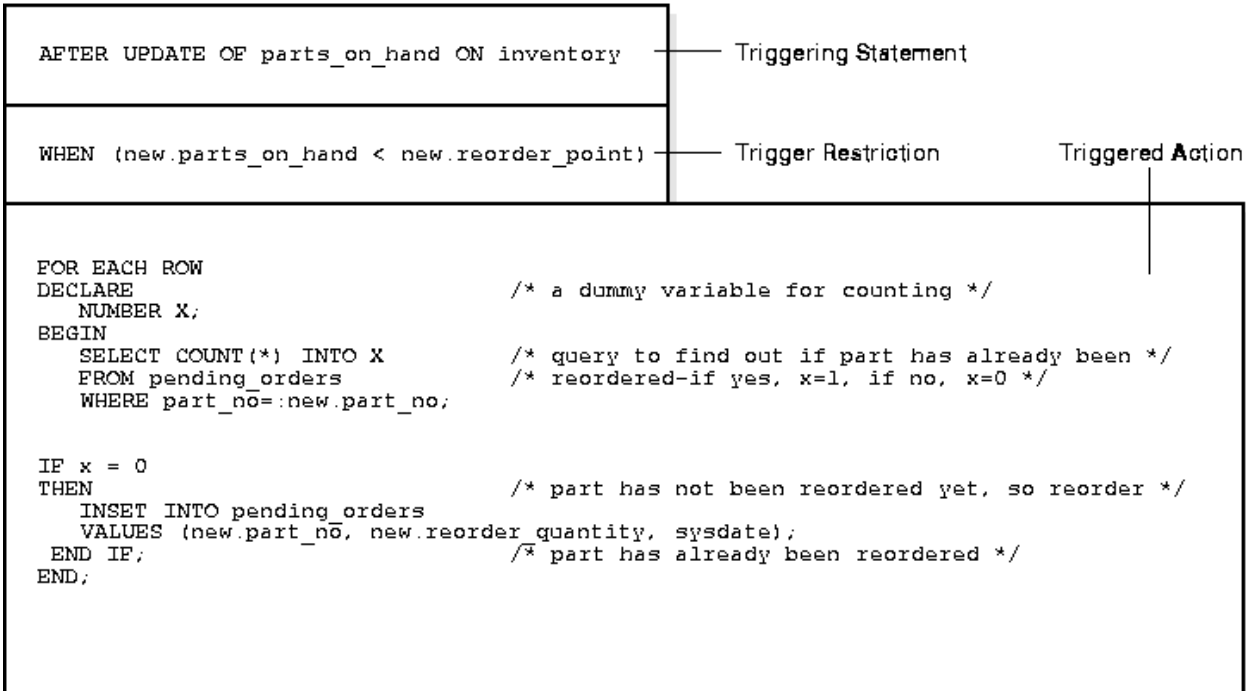 AFTER UPDATE OF parts_on_hand ON inventory
Triggering Statement
WHEN (new.parts_on_hand < new.reorder_point)
Trigger Restriction
Triggered Action
FOR EACH ROW
DECLARE /* a dummy variable for counting */
NUMBER X;
BEGIN
SELECT COUNT(*) INTO X /* query to find out if part has already been */
FROM pending_orders /* reordered-if yes, x=1, if no, x=0 */
WHERE part_no=:new.part_no;
IF x = 0
THEN /* part has not been reordered yet, so reorder */
INSET INTO pending_orders
VALUES (new.part_no, new.reorder_quantity, sysdate);
END IF; /* part has already been reordered */
END;